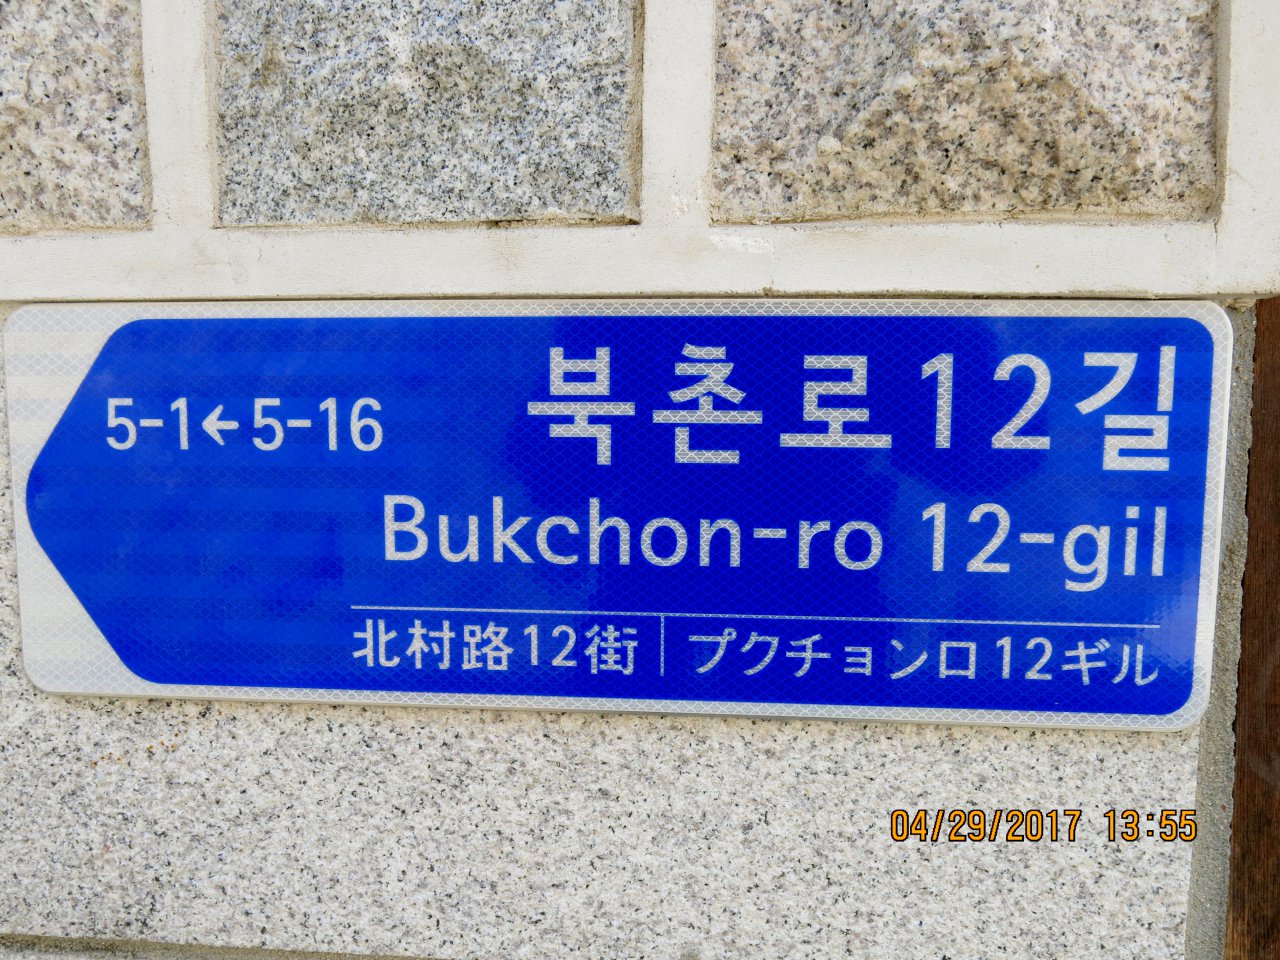 북촌로12길
5-1←5-16
Bukchon-ro 12-gil
北村路12街 | プクチョンロ12ギル
04/29/2017 13:55